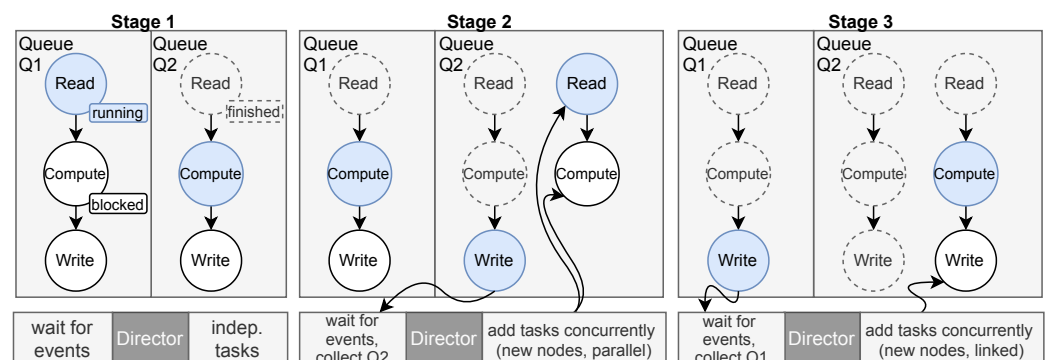 Stage 1
Queue
Q1
Read
running
Compute
blocked
Write
Queue
Q2
Read
finished
Compute
Write
wait for
events
Director
indep.
tasks
Stage 2
Queue
Q1
Read
Compute
Write
Queue
Q2
Read
Compute
Write
Read
Compute
wait for
events,
collect Q2
Director
add tasks concurrently
(new nodes, parallel)
Stage 3
Queue
Q1
Read
Compute
Write
Queue
Q2
Read
Compute
Write
Read
Compute
Write
wait for
events,
collect Q1
Director
add tasks concurrently
(new nodes, linked)